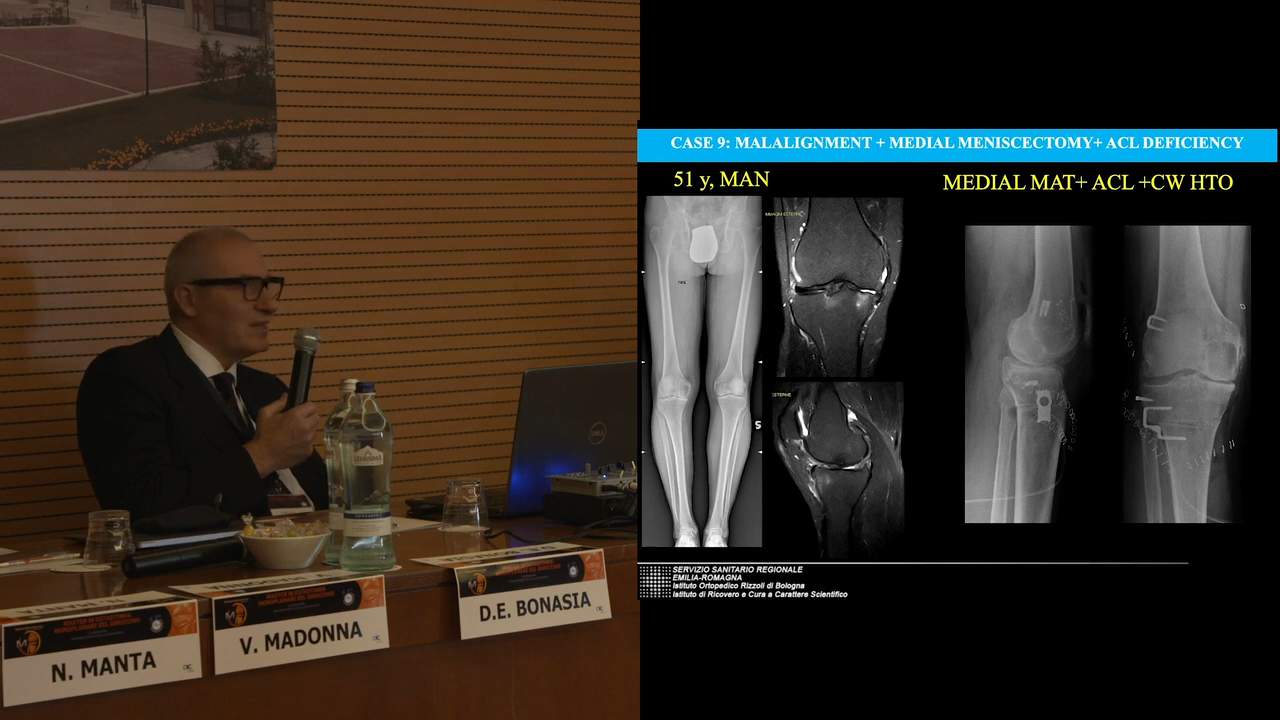 CASE 9: MALALIGNMENT + MEDIAL MENISCECTOMY+ ACL DEFICIENCY
51 y, MAN
MEDIAL MAT+ ACL +CW HTO
S
SERVIZIO SANITARIO REGIONALE
EMILIA-ROMAGNA
Istituto Ortopedico Rizzoli di Bologna
Istituto di Ricovero e Cura a Carattere Scientifico
DELL
N. MANTA
V. MADONNA
D.E. BONASIA